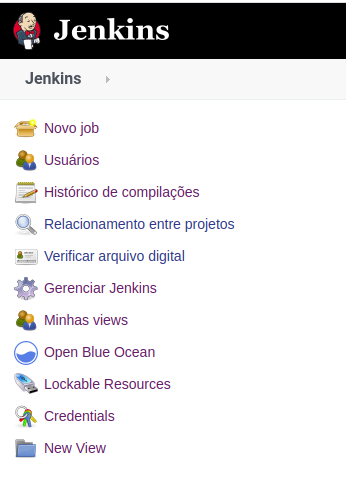 Jenkins
Jenkins
Novo job
Usuários
Histórico de compilações
Relacionamento entre projetos
Verificar arquivo digital
Gerenciar Jenkins
Minhas views
Open Blue Ocean
Lockable Resources
Credentials
New View